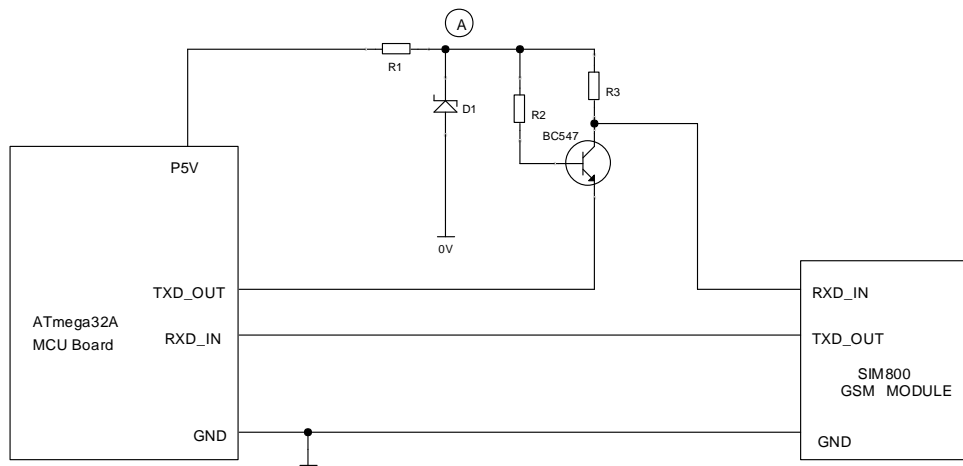 A
R1
D1
R2
R3
BC547
P5V
0V
TXD_OUT
RXD_IN
ATmega32A
MCU Board
RXD_IN
TXD_OUT
SIM800
GSM MODULE
GND
GND